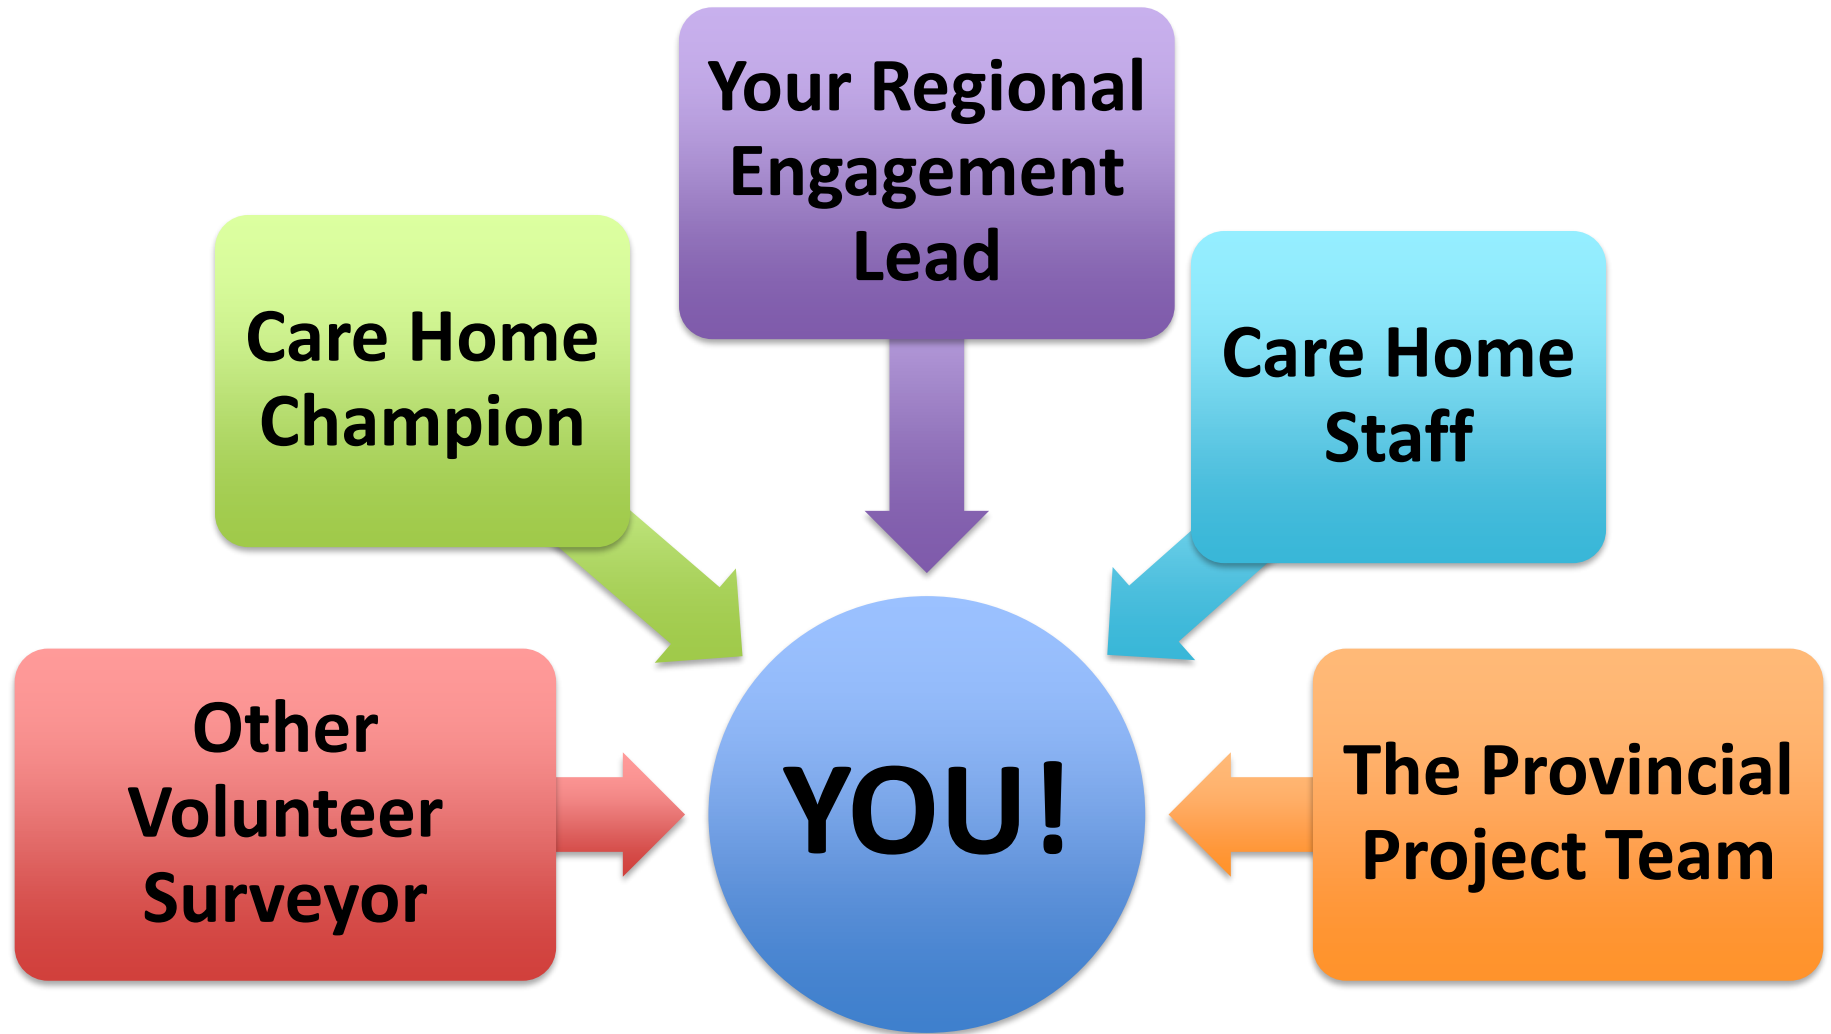 Your Regional
Engagement
Lead
Care Home
Champion
Care Home
Staff
Other
Volunteer
Surveyor
YOU!
The Provincial
Project Team